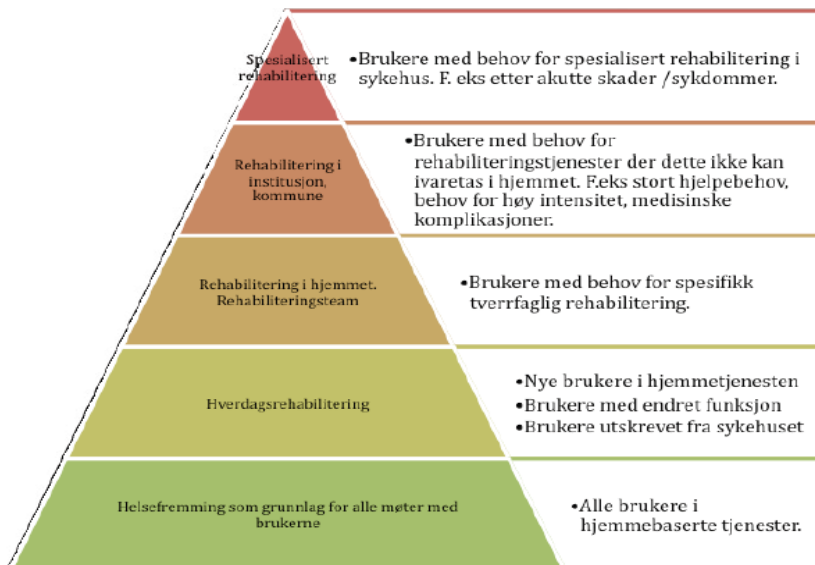 Spesialisert
rehabilitering
•Brukere med behov for spesialisert rehabilitering i
sykehus. F. eks etter akutte skader /sykdommer.
Rehabilitering i
institusjon,
kommune
•Brukere med behov for
rehabiliteringstjenester der dette ikke kan
ivaretas i hjemmet. F.eks stort hjelpebehov,
behov for høy intensitet, medisinske
komplikasjoner.
Rehabilitering i hjemmet.
Rehabiliteringsteam
•Brukere med behov for spesifikk
tverrfaglig rehabilitering.
Hverdagsrehabilitering
•Nye brukere i hjemmetjenesten
•Brukere med endret funksjon
•Brukere utskrevet fra sykehuset
Helsefremming som grunnlag for alle møter med
brukerne
•Alle brukere i
hjemmebaserte tjenester.